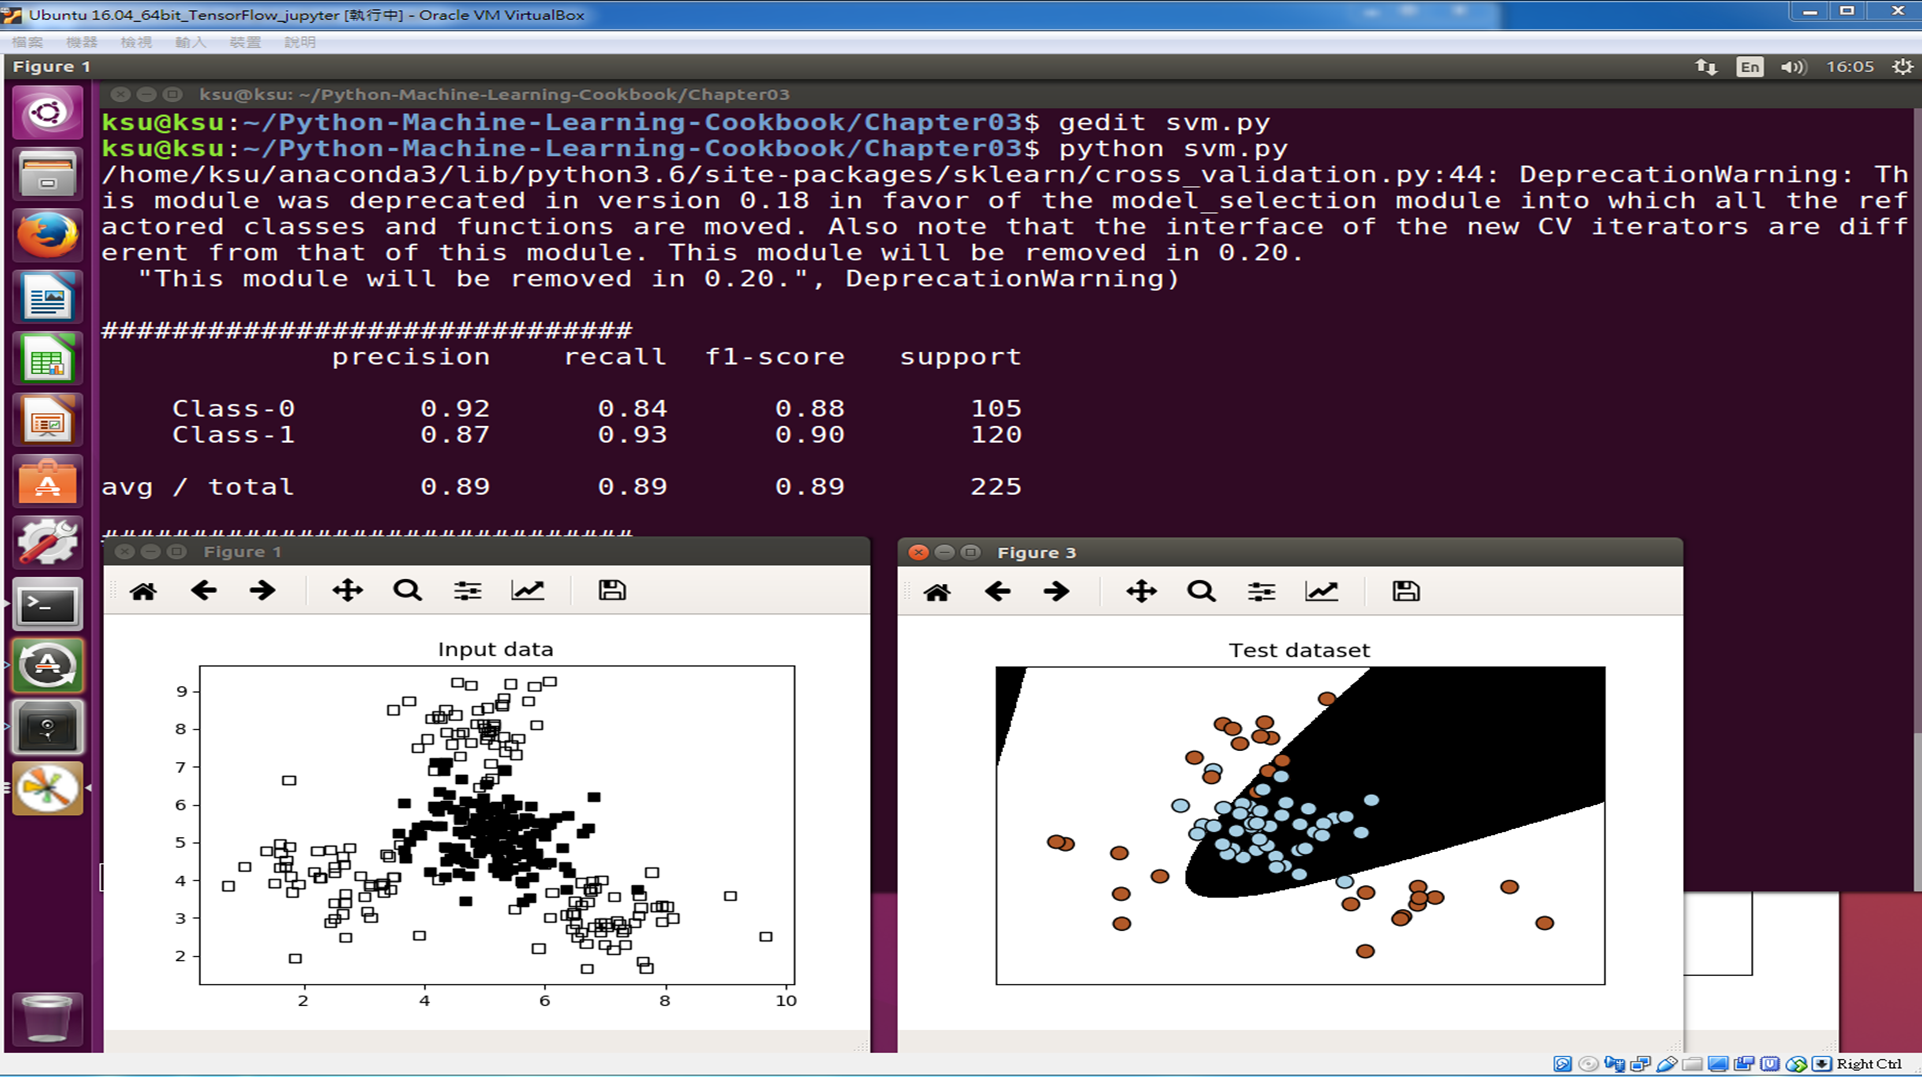 Ubuntu 16.04_64bit_TensorFlow_jupyter [執行中] - Oracle VM VirtualBox
檔案 機器 檢視 輸入 裝置 說明
Figure 1
En 16:05
ksu@ksu: ~/Python-Machine-Learning-Cookbook/Chapter03
ksu@ksu:~/Python-Machine-Learning-Cookbook/Chapter03$ gedit svm.py
ksu@ksu:~/Python-Machine-Learning-Cookbook/Chapter03$ python svm.py
/home/ksu/anaconda3/lib/python3.6/site-packages/sklearn/cross_validation.py:44: DeprecationWarning: Th
is module was deprecated in version 0.18 in favor of the model_selection module into which all the ref
actored classes and functions are moved. Also note that the interface of the new CV iterators are diff
erent from that of this module. This module will be removed in 0.20.
"This module will be removed in 0.20.", DeprecationWarning)
##############################
precision recall f1-score support
Class-0 0.92 0.84 0.88 105
Class-1 0.87 0.93 0.90 120
avg / total 0.89 0.89 0.89 225
##############################
Figure 1
Input data
9
8
7
6
5
4
3
2
2 4 6 8 10
Figure 3
Test dataset
Right Ctrl